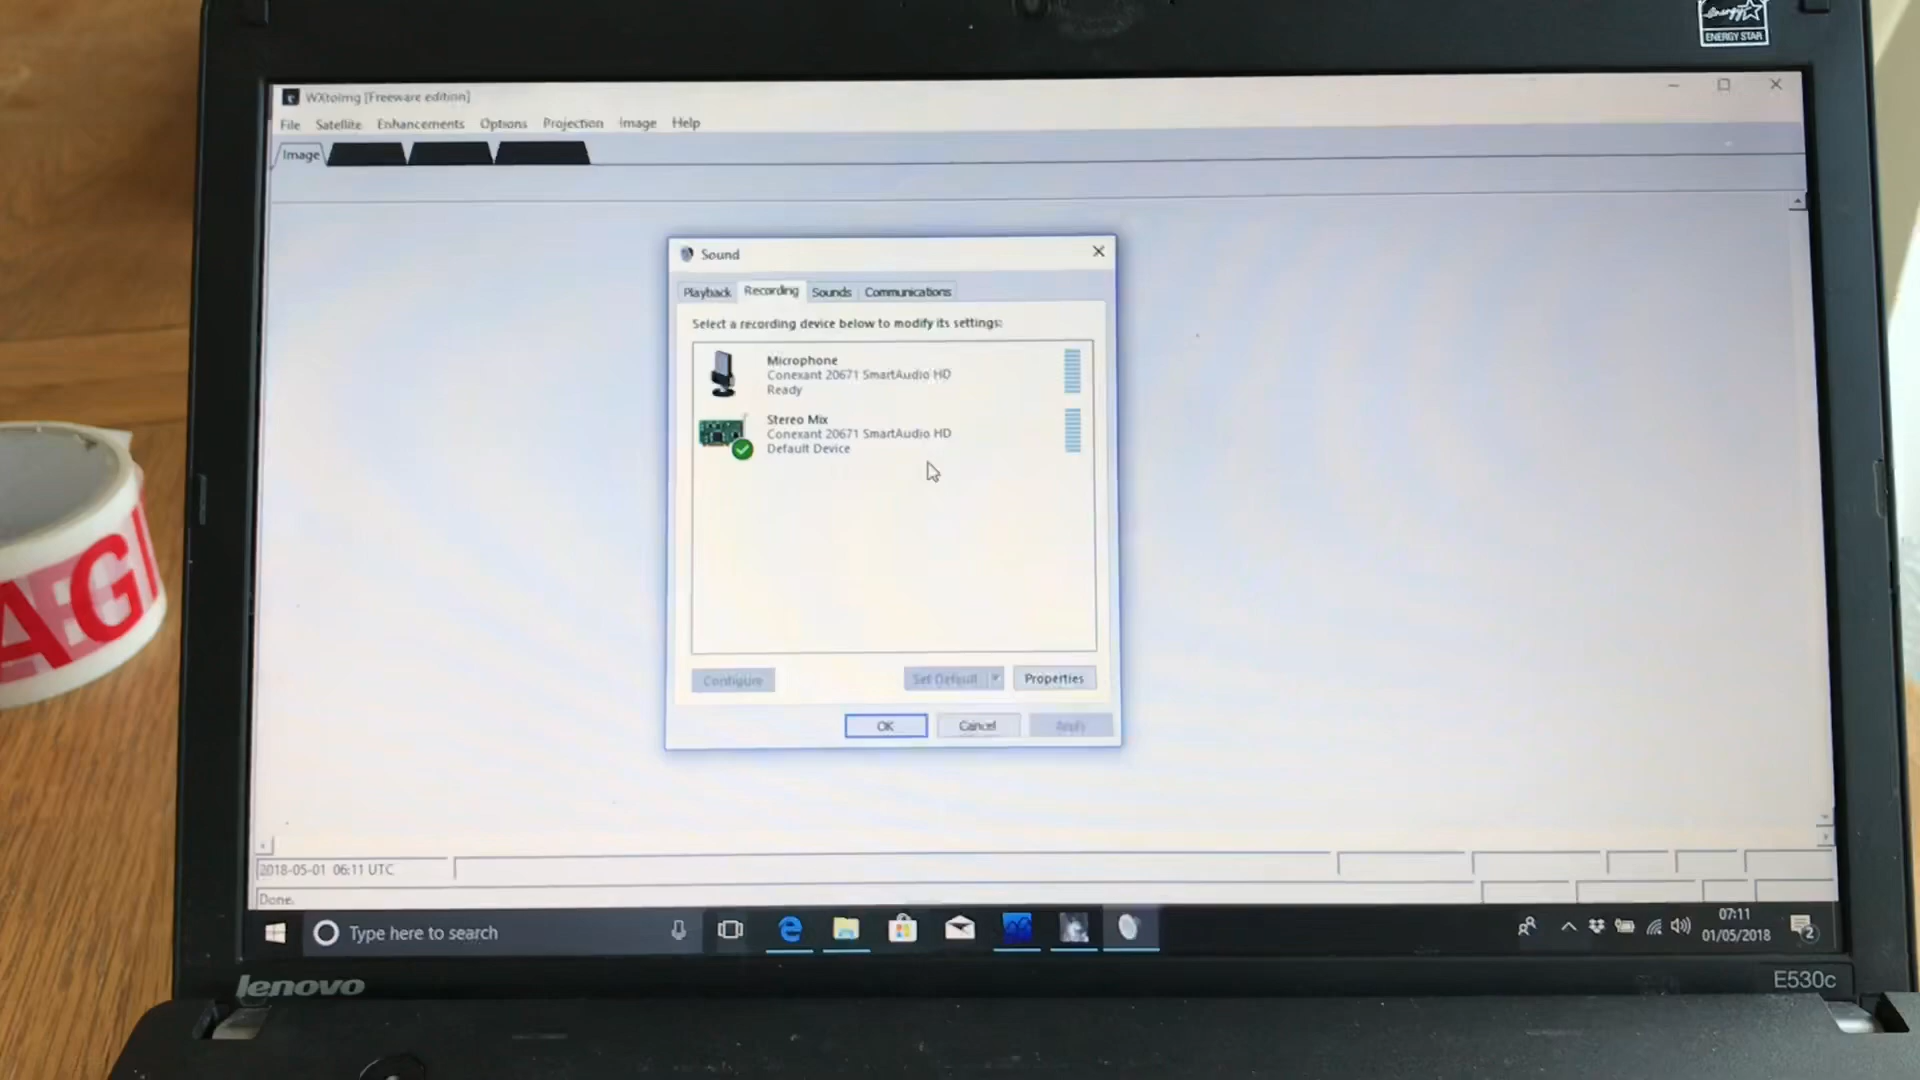 energy
ENERGY STAR
WXtoImg [Freeware edition]
File Satellite Enhancements Options Projection Image Help
Image
Sound
Playback Recording Sounds Communications
Select a recording device below to modify its settings:
Microphone
Conexant 20671 SmartAudio HD
Ready
Stereo Mix
Conexant 20671 SmartAudio HD
Default Device
Configure Set Default Properties
OK Cancel Apply
AG
2018-05-01 06:11 UTC
Done.
Type here to search
07:11
01/05/2018
2
lenovo
E530c